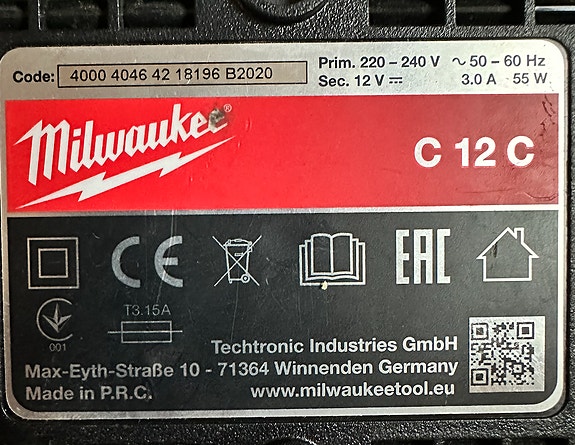 Code: 4000 4046 42 18196 B2020
Prim. 220 – 240 V ~ 50 – 60 Hz
Sec. 12 V ⎓ 3.0 A 55 W
Milwaukee®
C 12 C
CE
EAC
001
T3.15A
Techtronic Industries GmbH
Max-Eyth-Straße 10 - 71364 Winnenden Germany
Made in P.R.C. www.milwaukeetool.eu